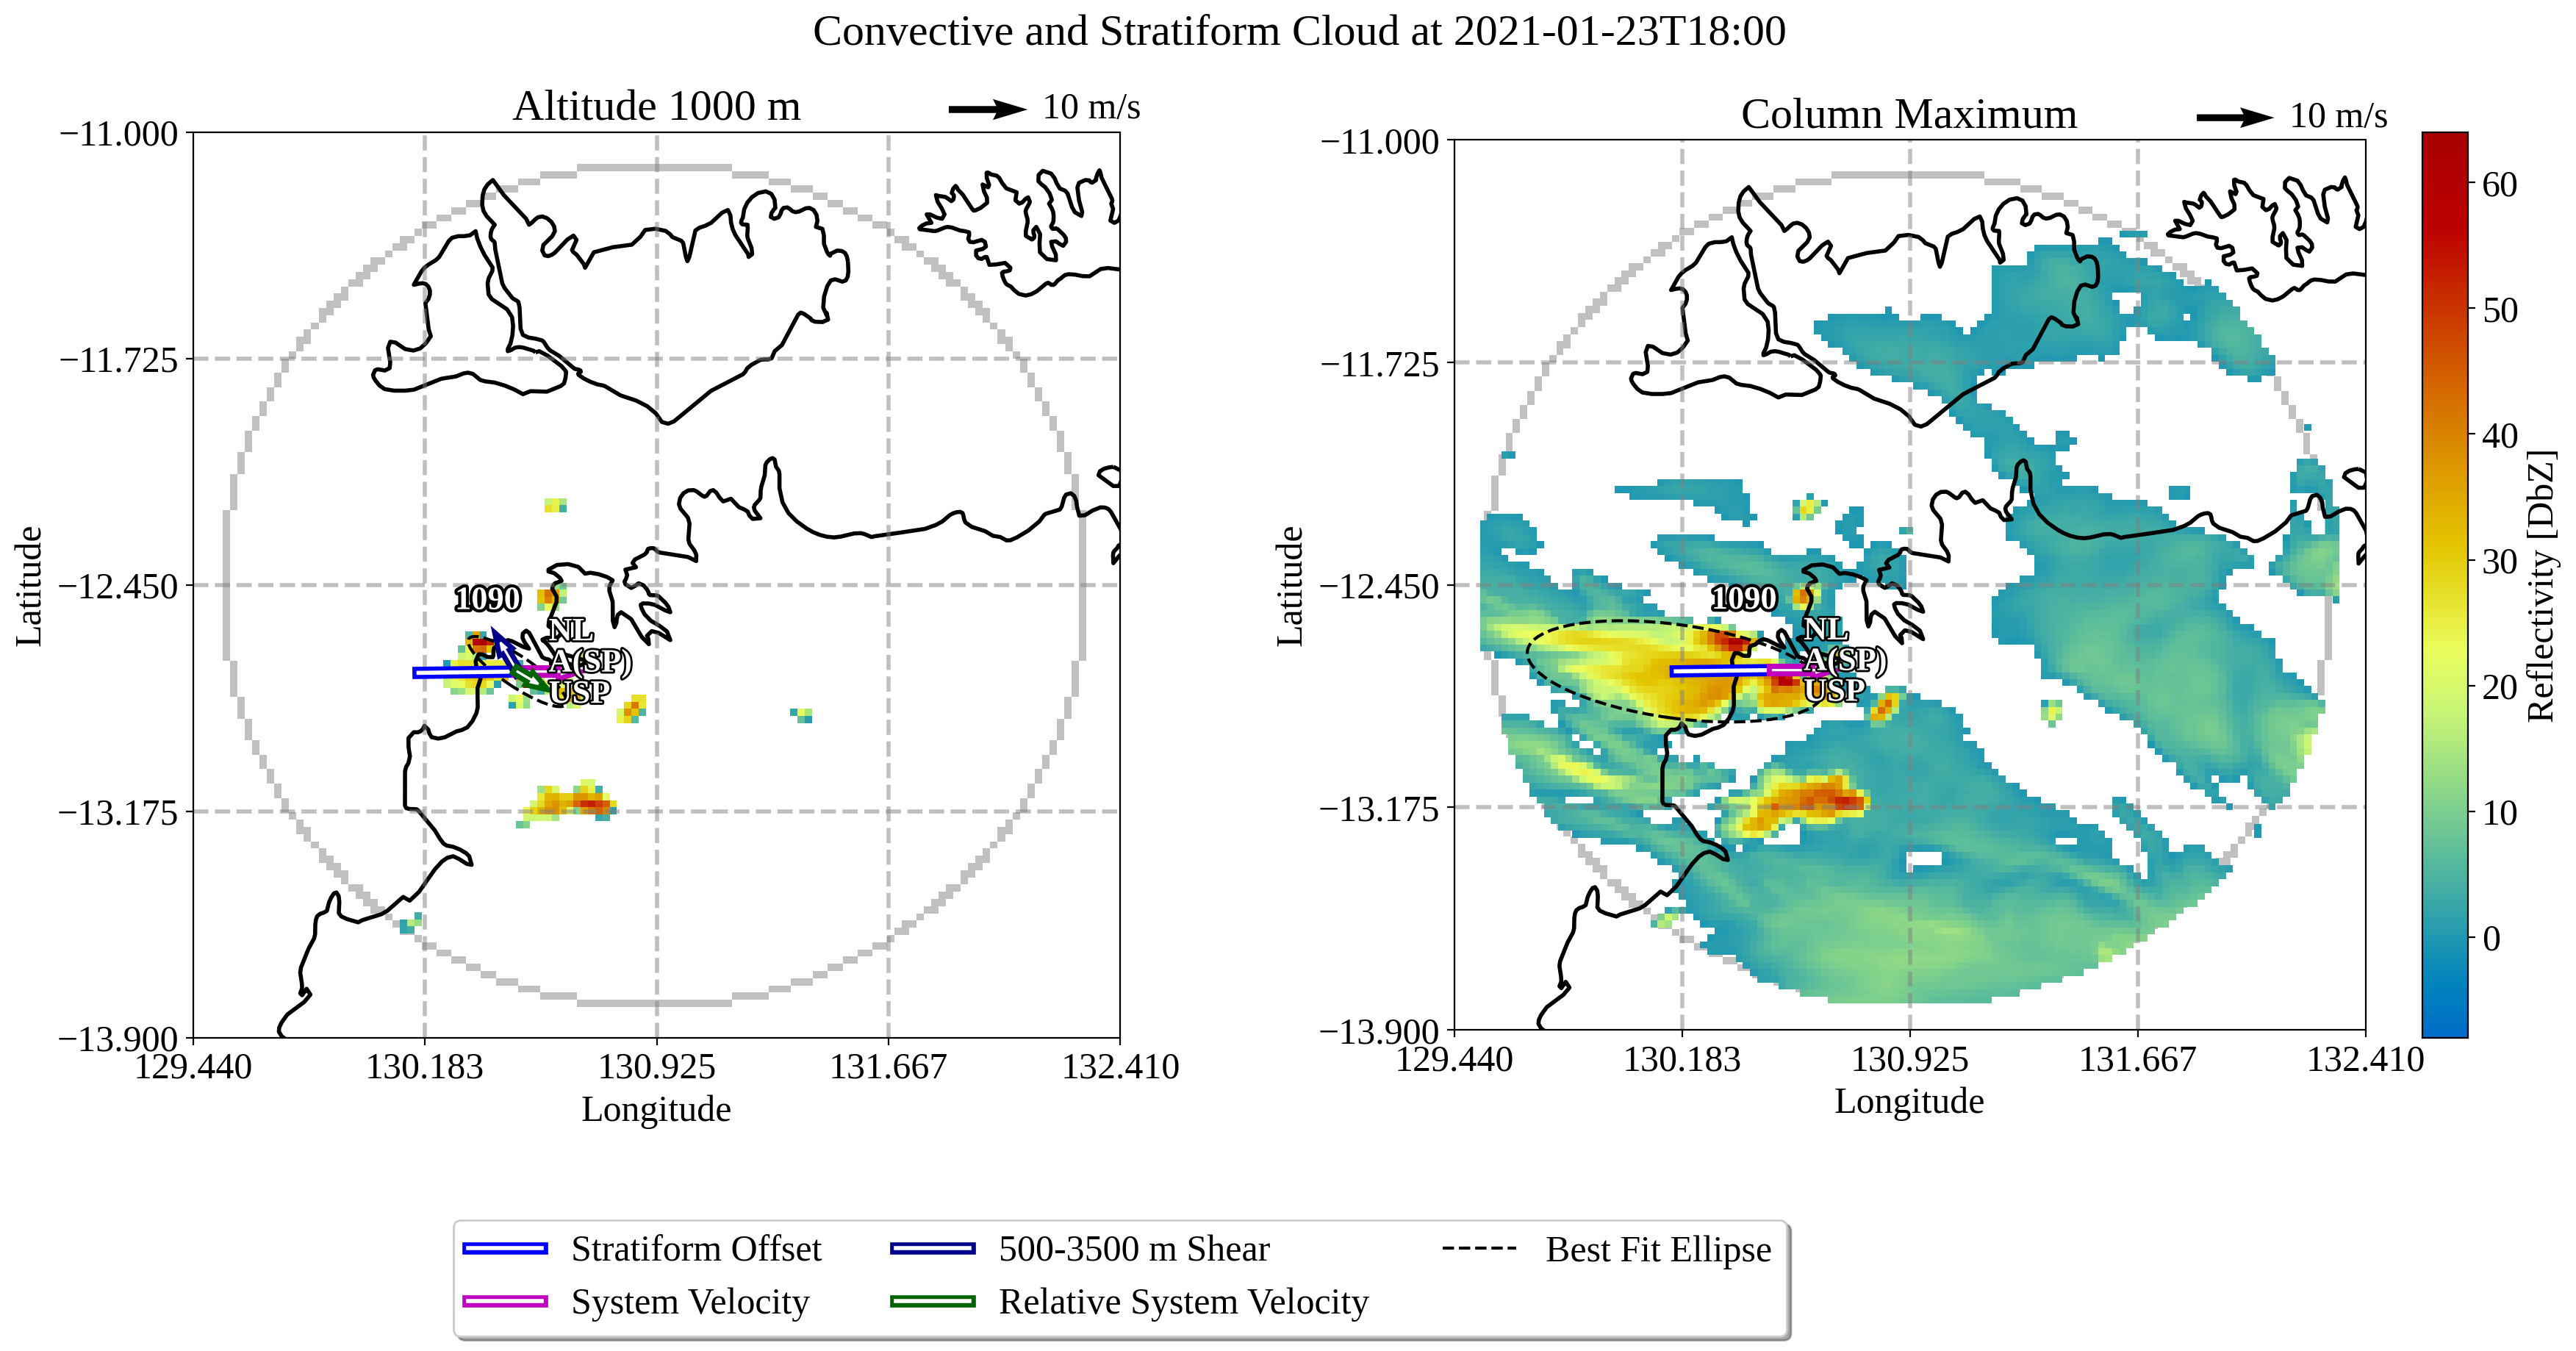 Convective and Stratiform Cloud at 2021-01-23T18:00
Altitude 1000 m
10 m/s
−11.000
−11.725
−12.450
−13.175
−13.900
Latitude
129.440
130.183
130.925
131.667
132.410
Longitude
1090
NL
A(SP)
USP
Column Maximum
10 m/s
−11.000
−11.725
−12.450
−13.175
−13.900
Latitude
129.440
130.183
130.925
131.667
132.410
Longitude
1090
NL
A(SP)
USP
60
50
40
30
20
10
0
Reflectivity [DbZ]
Stratiform Offset
System Velocity
500-3500 m Shear
Relative System Velocity
Best Fit Ellipse